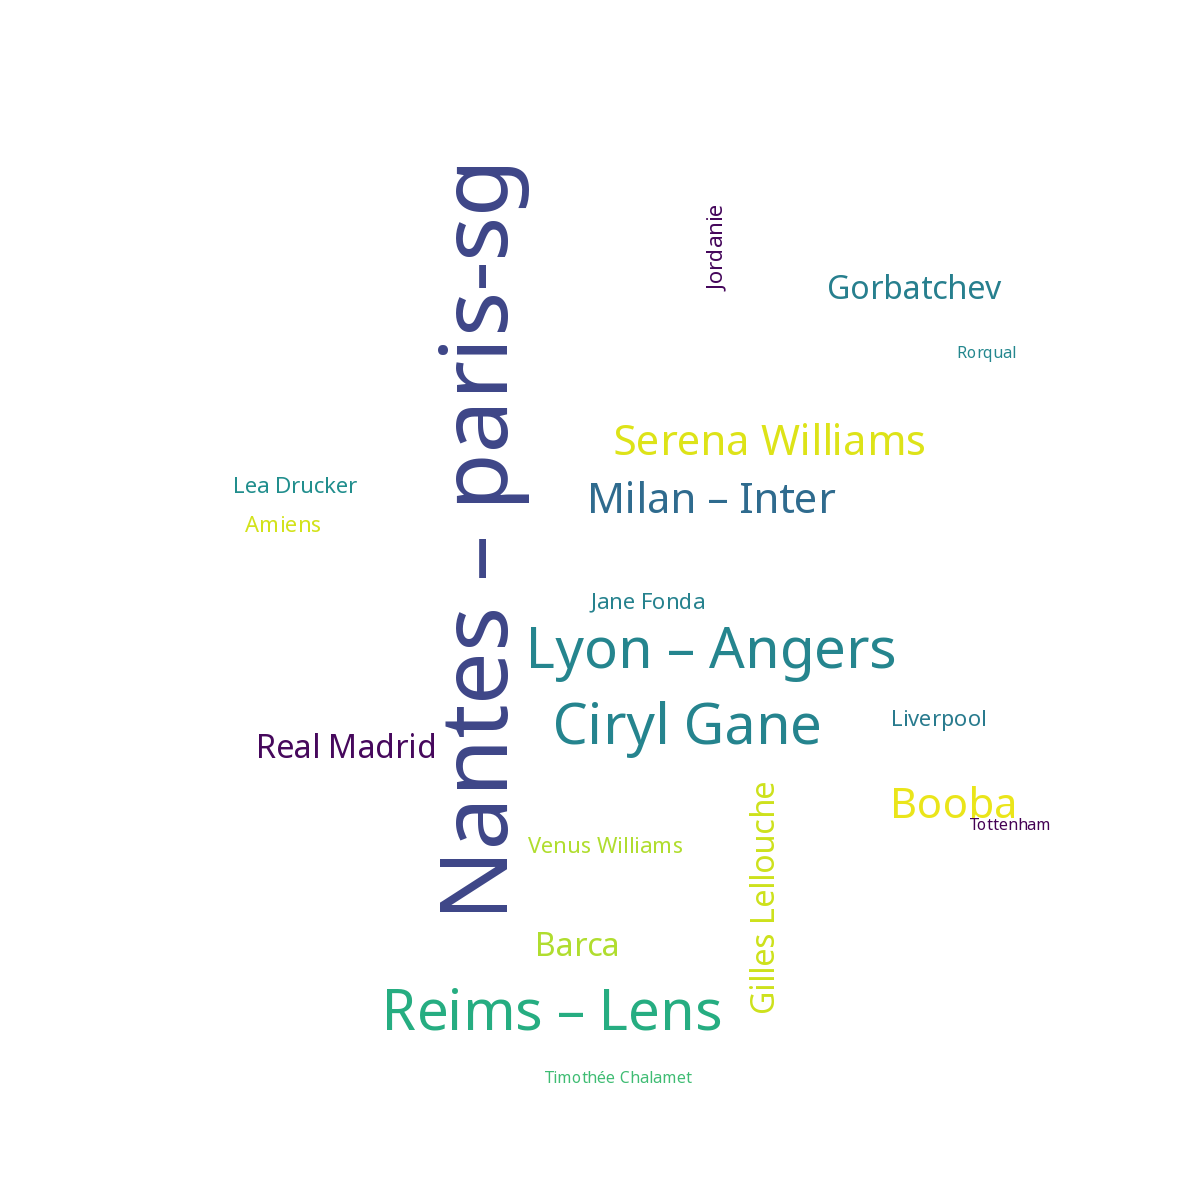 Nantes – paris-sg
Jordanie
Gorbatchev
Rorqual
Serena Williams
Lea Drucker
Milan – Inter
Amiens
Jane Fonda
Lyon – Angers
Ciryl Gane
Liverpool
Real Madrid
Booba
Tottenham
Venus Williams
Gilles Lellouche
Barca
Reims – Lens
Timothée Chalamet